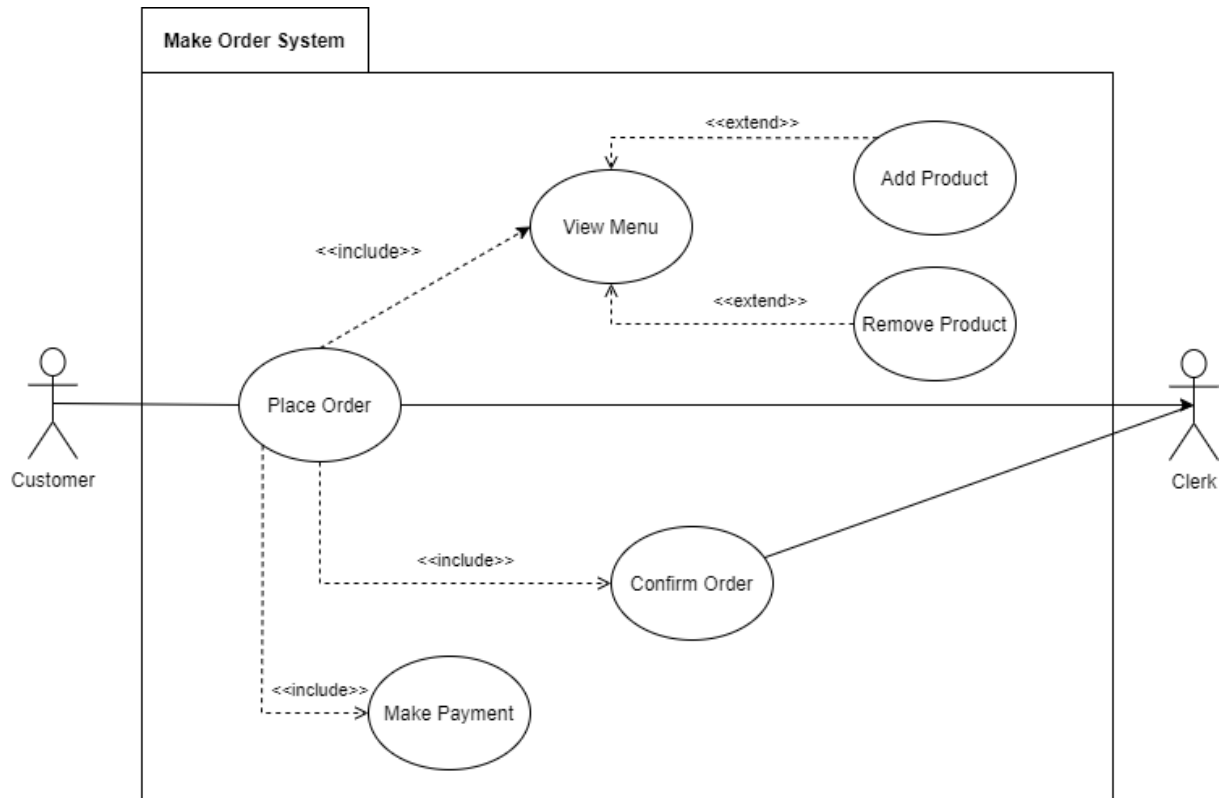 Make Order System
<<extend>>
Add Product
View Menu
<<include>>
<<extend>>
Remove Product
Place Order
Customer
Clerk
<<include>>
Confirm Order
<<include>>
Make Payment